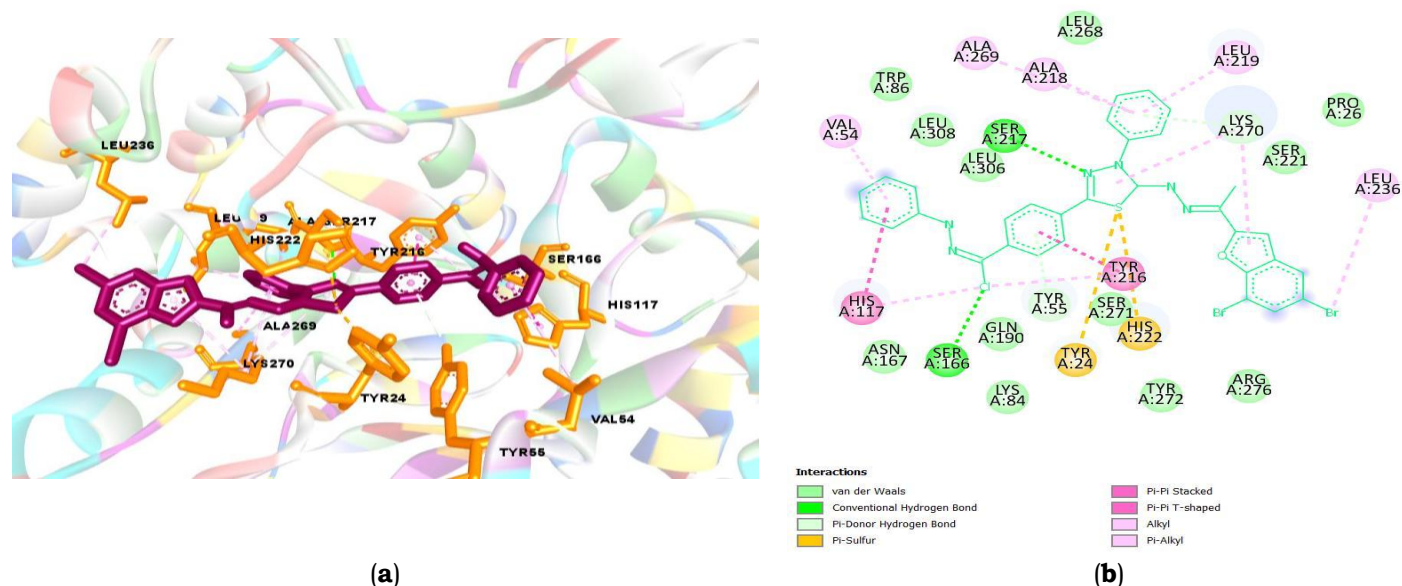 LEU236
LEU 9
ALA
SER217
HIS222
TYR216
SER166
HIS117
ALA269
LYS270
TYR24
VAL54
TYR55
(a)
LEU
A:268
ALA
A:269
ALA
A:218
LEU
A:219
TRP
A:86
LYS
A:270
PRO
A:26
VAL
A:54
LEU
A:308
SER
A:217
LEU
A:306
SER
A:221
LEU
A:236
N
N
N
N
N
S
N
N
O
Br
Br
HIS
A:117
TYR
A:55
TYR
A:216
SER
A:271
HIS
A:222
GLN
A:190
ASN
A:167
SER
A:166
TYR
A:24
LYS
A:84
TYR
A:272
ARG
A:276
Interactions
van der Waals
Conventional Hydrogen Bond
Pi-Donor Hydrogen Bond
Pi-Sulfur
Pi-Pi Stacked
Pi-Pi T-shaped
Alkyl
Pi-Alkyl
(b)